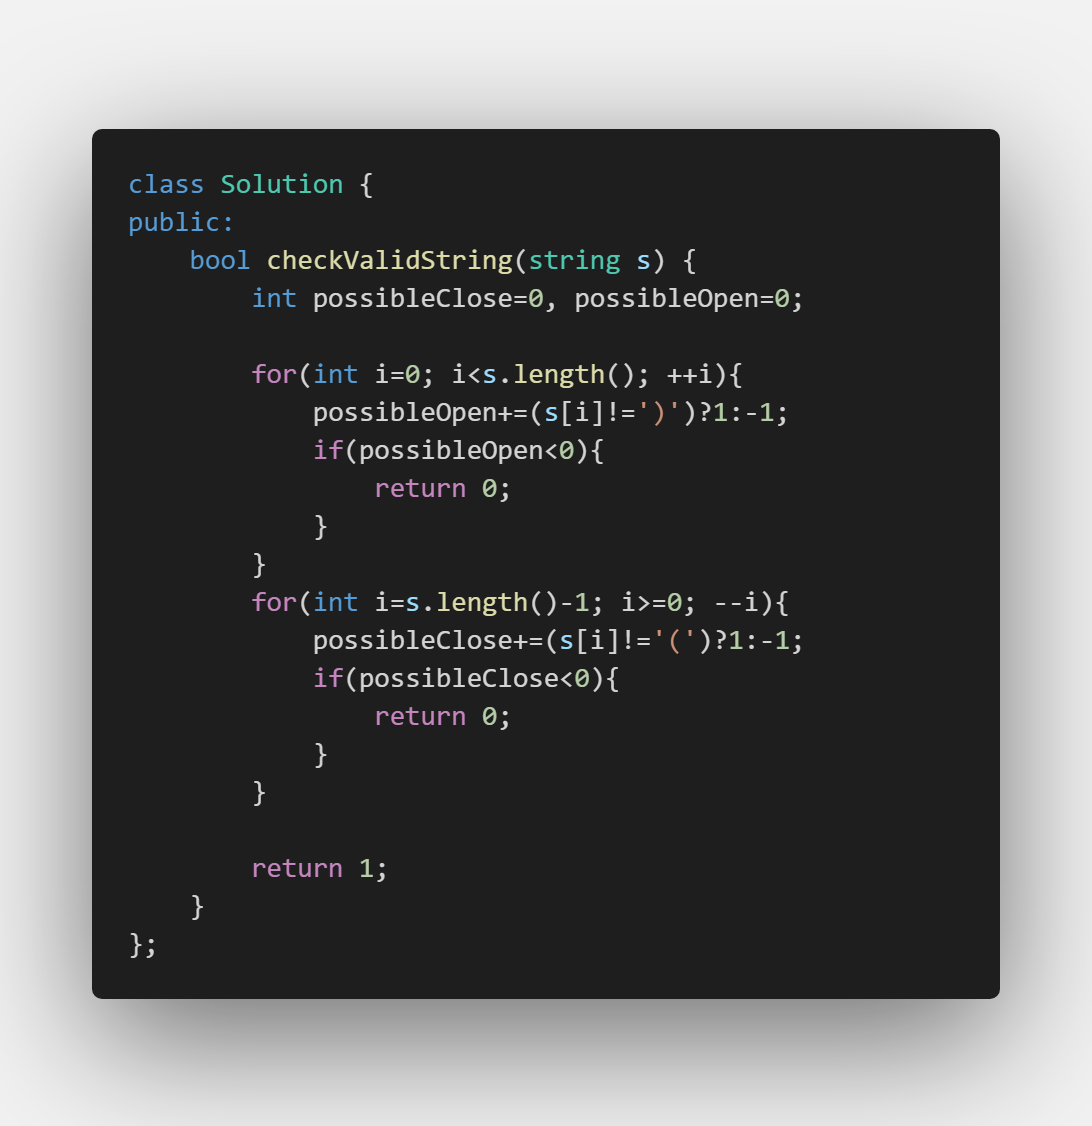 class Solution {
public:
    bool checkValidString(string s) {
        int possibleClose=0, possibleOpen=0;

        for(int i=0; i<s.length(); ++i){
            possibleOpen+=(s[i]!=')')?1:-1;
            if(possibleOpen<0){
                return 0;
            }
        }
        for(int i=s.length()-1; i>=0; --i){
            possibleClose+=(s[i]!='(')?1:-1;
            if(possibleClose<0){
                return 0;
            }
        }

        return 1;
    }
};